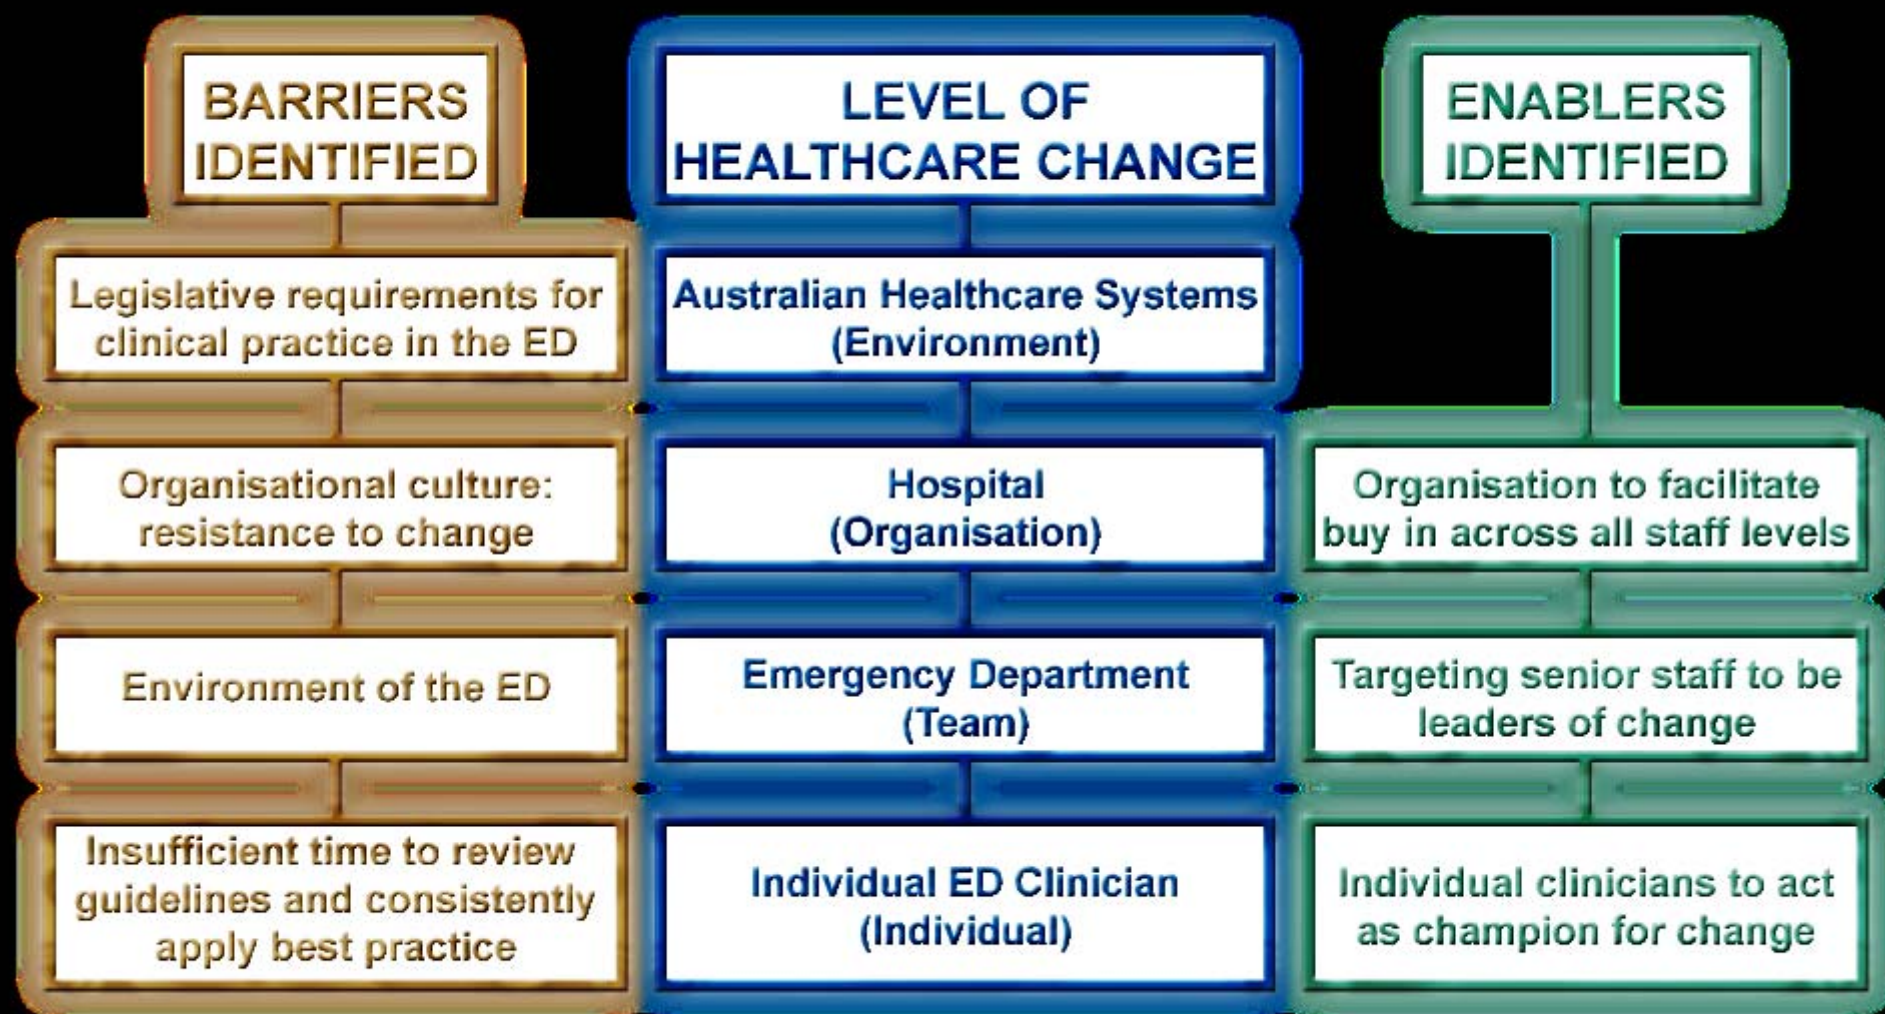 BARRIERS
IDENTIFIED
LEVEL OF
HEALTHCARE CHANGE
ENABLERS
IDENTIFIED
Legislative requirements for
clinical practice in the ED
Australian Healthcare Systems
(Environment)
Organisational culture:
resistance to change
Hospital
(Organisation)
Organisation to facilitate
buy in across all staff levels
Environment of the ED
Emergency Department
(Team)
Targeting senior staff to be
leaders of change
Insufficient time to review
guidelines and consistently
apply best practice
Individual ED Clinician
(Individual)
Individual clinicians to act
as champion for change